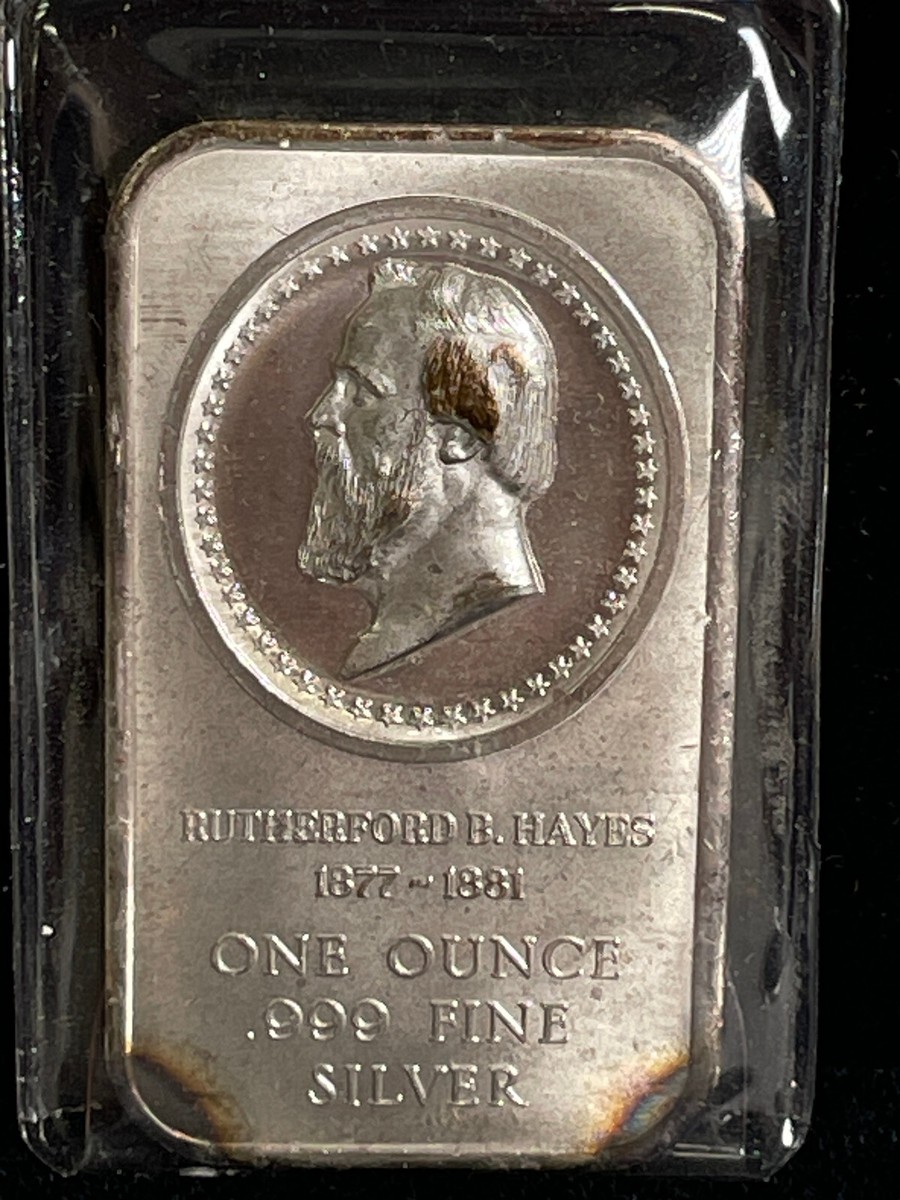 RUTHERFORD B. HAYES
1877 ~ 1881
ONE OUNCE
.999 FINE
SILVER